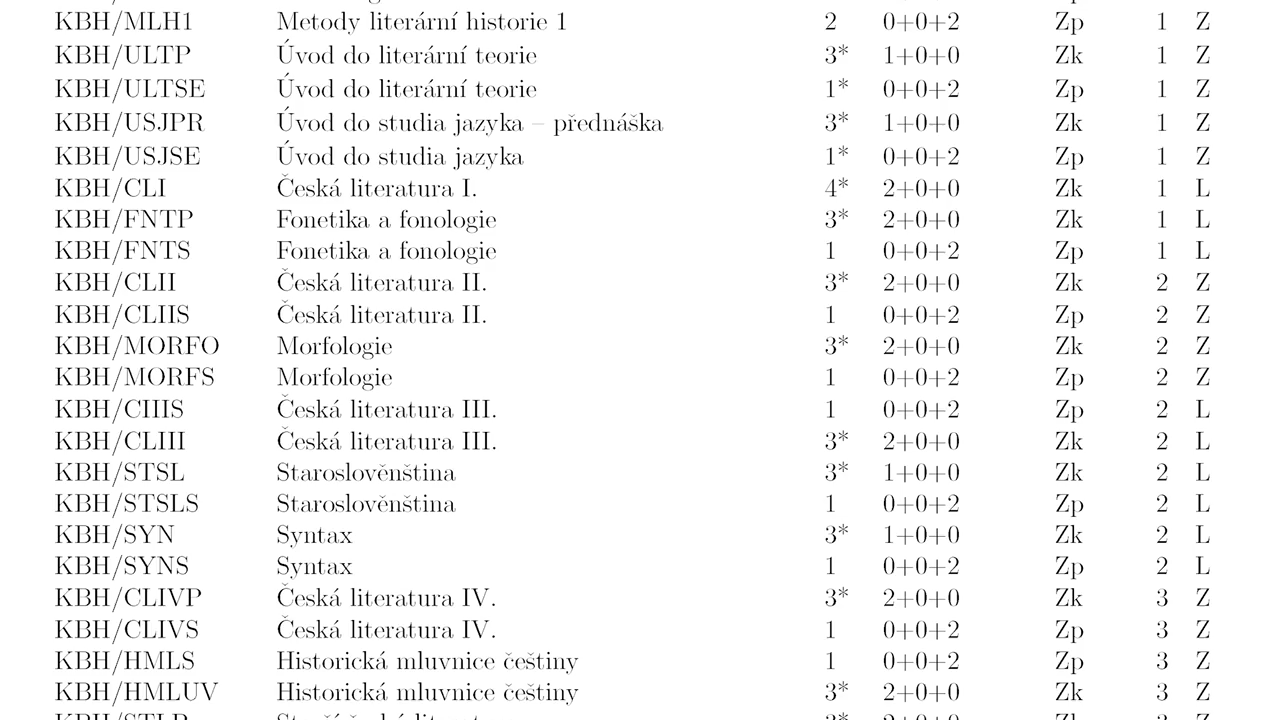 KBH/MLH1 Metody literární historie 1 2 0+0+2 Zp 1 Z
KBH/ULTP Úvod do literární teorie 3* 1+0+0 Zk 1 Z
KBH/ULTSE Úvod do literární teorie 1* 0+0+2 Zp 1 Z
KBH/USJPR Úvod do studia jazyka – přednáška 3* 1+0+0 Zk 1 Z
KBH/USJSE Úvod do studia jazyka 1* 0+0+2 Zp 1 Z
KBH/CLI Česká literatura I. 4* 2+0+0 Zk 1 L
KBH/FNTP Fonetika a fonologie 3* 2+0+0 Zk 1 L
KBH/FNTS Fonetika a fonologie 1 0+0+2 Zp 1 L
KBH/CLII Česká literatura II. 3* 2+0+0 Zk 2 Z
KBH/CLIIS Česká literatura II. 1 0+0+2 Zp 2 Z
KBH/MORFO Morfologie 3* 2+0+0 Zk 2 Z
KBH/MORFS Morfologie 1 0+0+2 Zp 2 Z
KBH/CIIIS Česká literatura III. 1 0+0+2 Zp 2 L
KBH/CLIII Česká literatura III. 3* 2+0+0 Zk 2 L
KBH/STSL Staroslověnština 3* 1+0+0 Zk 2 L
KBH/STSLS Staroslověnština 1 0+0+2 Zp 2 L
KBH/SYN Syntax 3* 1+0+0 Zk 2 L
KBH/SYNS Syntax 1 0+0+2 Zp 2 L
KBH/CLIVP Česká literatura IV. 3* 2+0+0 Zk 3 Z
KBH/CLIVS Česká literatura IV. 1 0+0+2 Zp 3 Z
KBH/HMLS Historická mluvnice češtiny 1 0+0+2 Zp 3 Z
KBH/HMLUV Historická mluvnice češtiny 3* 2+0+0 Zk 3 Z